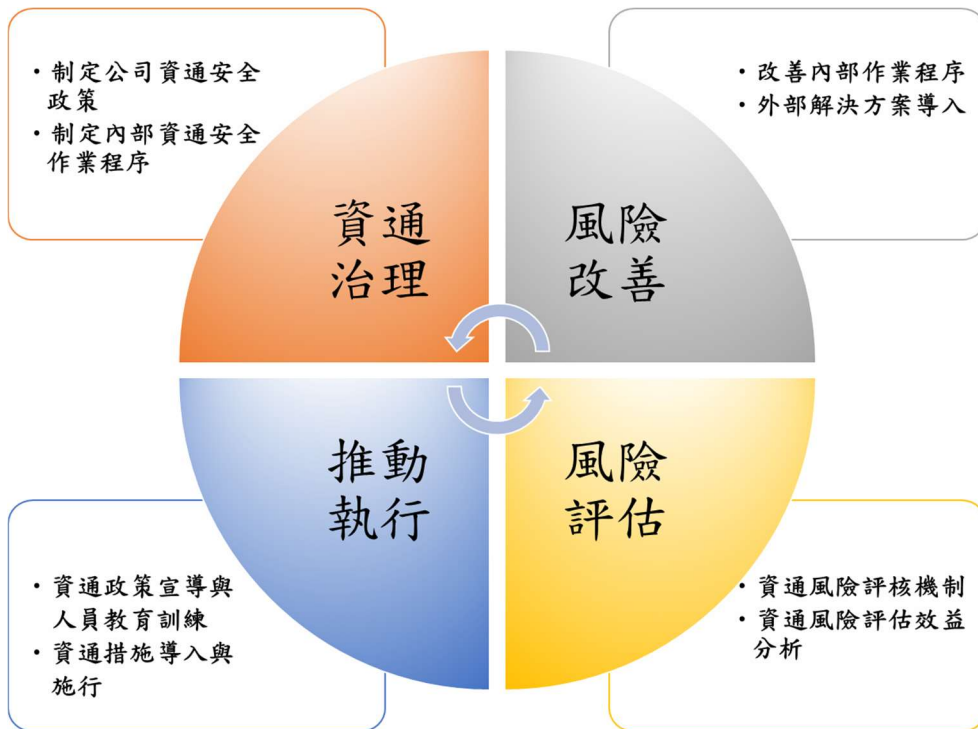 ・制定公司資通安全
政策
・制定內部資通安全
作業程序
・改善內部作業程序
・外部解決方案導入
資通
治理
風險
改善
推動
執行
風險
評估
・資通政策宣導與
人員教育訓練
・資通措施導入與
施行
・資通風險評核機制
・資通風險評估效益
分析